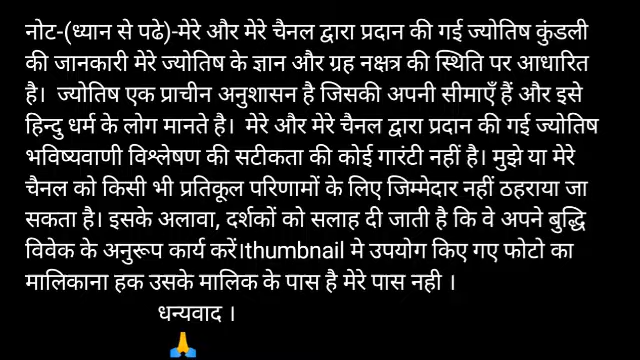 नोट-(ध्यान से पढे)-मेरे और मेरे चैनल द्वारा प्रदान की गई ज्योतिष कुंडली
की जानकारी मेरे ज्योतिष के ज्ञान और ग्रह नक्षत्र की स्थिति पर आधारित
है। ज्योतिष एक प्राचीन अनुशासन है जिसकी अपनी सीमाएँ हैं और इसे
हिन्दु धर्म के लोग मानते है। मेरे और मेरे चैनल द्वारा प्रदान की गई ज्योतिष
भविष्यवाणी विश्लेषण की सटीकता की कोई गारंटी नहीं है। मुझे या मेरे
चैनल को किसी भी प्रतिकूल परिणामों के लिए जिम्मेदार नहीं ठहराया जा
सकता है। इसके अलावा, दर्शकों को सलाह दी जाती है कि वे अपने बुद्धि
विवेक के अनुरूप कार्य करें।thumbnail मे उपयोग किए गए फोटो का
मालिकाना हक उसके मालिक के पास है मेरे पास नही ।
धन्यवाद ।
🙏